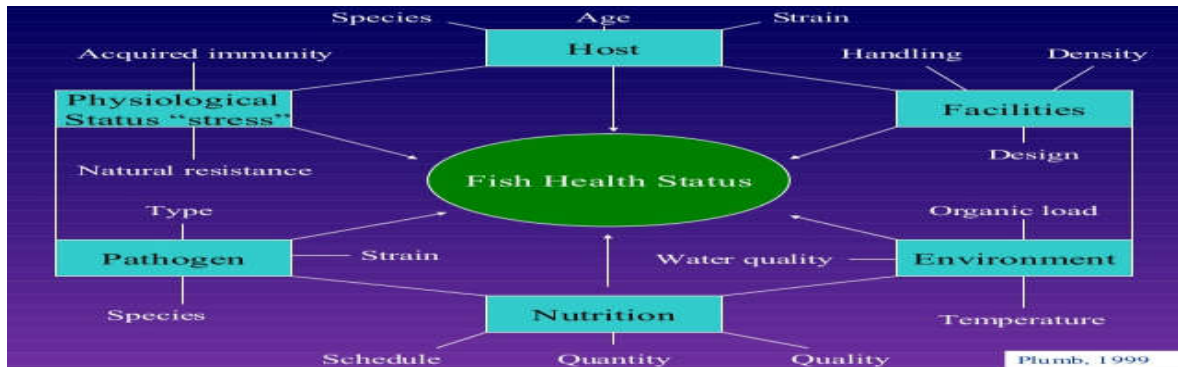 Species
Age
Strain
Host
Acquired immunity
Handling
Density
Physiological
Status “stress”
Facilities
Natural resistance
Design
Fish Health Status
Type
Organic load
Pathogen
Strain
Water quality
Environment
Species
Nutrition
Temperature
Schedule
Quantity
Quality
Plumb, 1999